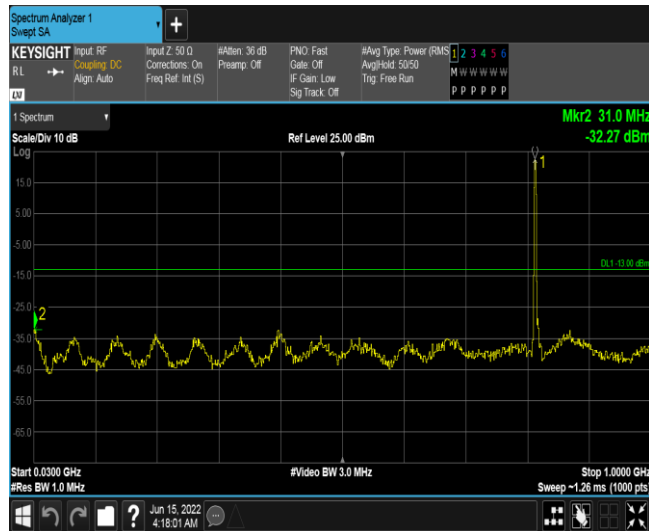 Spectrum Analyzer 1
Swept SA
+
KEYSIGHT
RL
LXI
Input: RF
Coupling: DC
Align: Auto
Input Z: 50 Ω
Corrections: On
Freq Ref: Int (S)
#Atten: 36 dB
Preamp: Off
PNO: Fast
Gate: Off
IF Gain: Low
Sig Track: Off
#Avg Type: Power (RMS
Avg|Hold: 50/50
Trig: Free Run
1 2 3 4 5 6
M W W W W W
P P P P P P
1 Spectrum
Mkr2 31.0 MHz
Scale/Div 10 dB
Ref Level 25.00 dBm
-32.27 dBm
Log
1
15.0
5.00
-5.00
DL1 -13.00 dBm
-15.0
-25.0
2
-35.0
-45.0
-55.0
-65.0
Start 0.0300 GHz
#Video BW 3.0 MHz
Stop 1.0000 GHz
#Res BW 1.0 MHz
Sweep ~1.26 ms (1000 pts)
?
Jun 15, 2022
4:18:01 AM